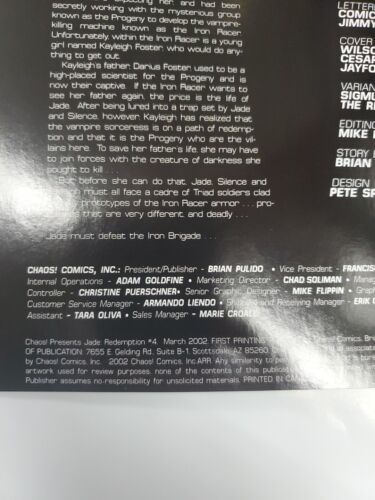 her and had been
secretly working with the mysterious group
known as the Progeny to develop the vampire-
killing machine known as the Iron Racer.
Unfortunately, within the Iron Racer is a young
girl named Kayleigh Foster, who would do any-
thing to get out.
Kayleigh's father, Darius Foster, used to be a
high-placed scientist for the Progeny and is
now their captive. If the Iron Racer wants to
see her father again, the price is the life of
Jade. After being lured into a trap set by Jade
and Silence, however, Kayleigh has realized that
the vampire sorceress is on a path of redemp-
tion and that it is the Progeny who are the vil-
lains here. To save her father's life, she may have
to join forces with the creature of darkness she
sought to kill . . .
But before she can do that, Jade, Silence and
must all face a cadre of Triad soldiers clad
prototypes of the Iron Racer armor . . . pro-
that are very different and deadly . . .
Jade must defeat the Iron Brigade . . .
LETTERI
COMIC
JIMMY
COVER
WILSO
CESAR
JAYFO
VARIAN
SIGMU
THE R
EDITING
MIKE F
STORY
BRIAN
DESIGN
PETE SP
CHAOS! COMICS, INC.: President/Publisher - BRIAN PULIDO • Vice President - FRANCISC
Internal Operations - ADAM GOLDFINE • Marketing Director - CHAD SOLIMAN • Manag
Controller - CHRISTINE PUERSCHNER • Senior Graphic Designer - MIKE FLIPPIN • Graph
Customer Service Manager - ARMANDO LIENDO • Shipping and Receiving Manager - ERIK
Assistant - TARA OLIVA • Sales Manager - MARIE CROALL
Chaos! Presents Jade: Redemption #4, March 2002. FIRST PRINTING
OF PUBLICATION: 7655 E. Gelding Rd. Suite B-1 Scottsdale, AZ 85260.
by Chaos! Comics, Inc. 2002 Chaos! Comics, Inc. ARR. Any similarity to
artwork used for review purposes, none of the contents of this publicati
Publisher assumes no responsibility for unsolicited materials. PRINTED IN CAN